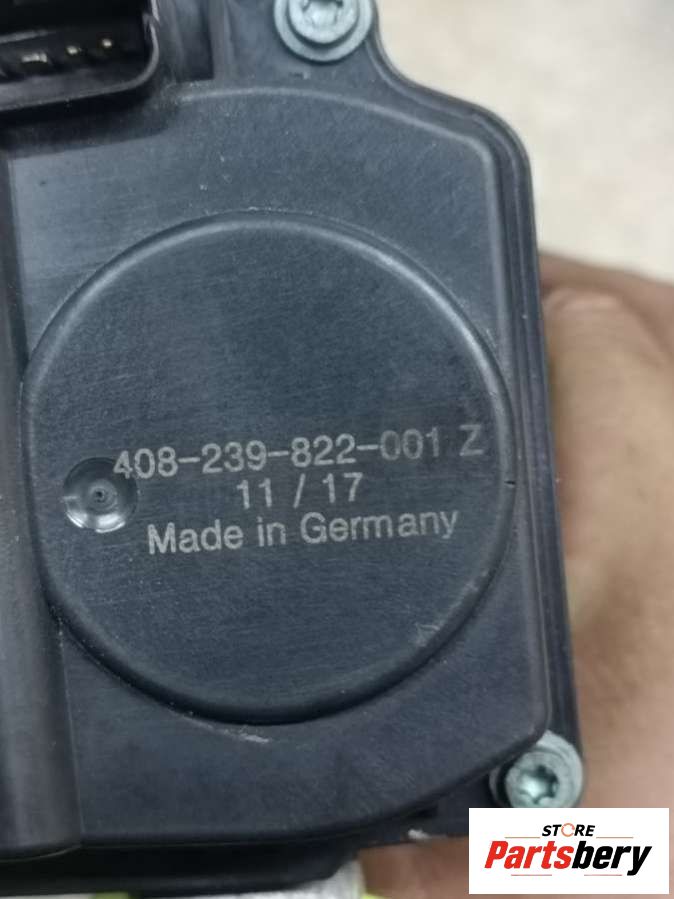 408-239-822-001 Z
11 / 17
Made in Germany
STORE
Partsbery